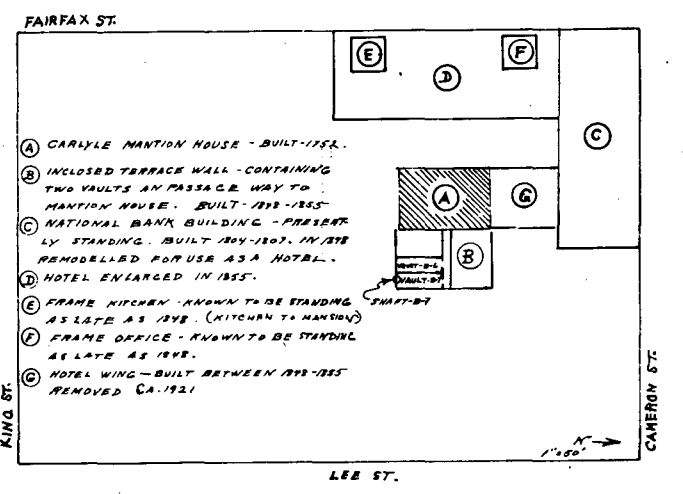 FAIRFAX ST.
E
F
D
C
A CARLYLE MANTION HOUSE - BUILT - 1752.
B INCLOSED TERRACE WALL - CONTAINING
TWO VAULTS AN PASSAGE WAY TO
MANTION HOUSE. BUILT - 1848 - 1855
C NATIONAL BANK BUILDING - PRESENT-
LY STANDING. BUILT 1804-1807. IN 1848
REMODELLED FOR USE AS A HOTEL.
D HOTEL ENLARGED IN 1855.
E FRAME KITCHEN - KNOWN TO BE STANDING
AS LATE AS 1848. (KITCHEN TO MANSION)
F FRAME OFFICE - KNOWN TO BE STANDING
AS LATE AS 1848.
G HOTEL WING - BUILT BETWEEN 1848-1855
REMOVED CA. 1921
A
G
B
VAULT-B-6
VAULT-B-7
SHAFT-B-7
KING ST.
CAMERON ST.
N
1"=50'
LEE ST.